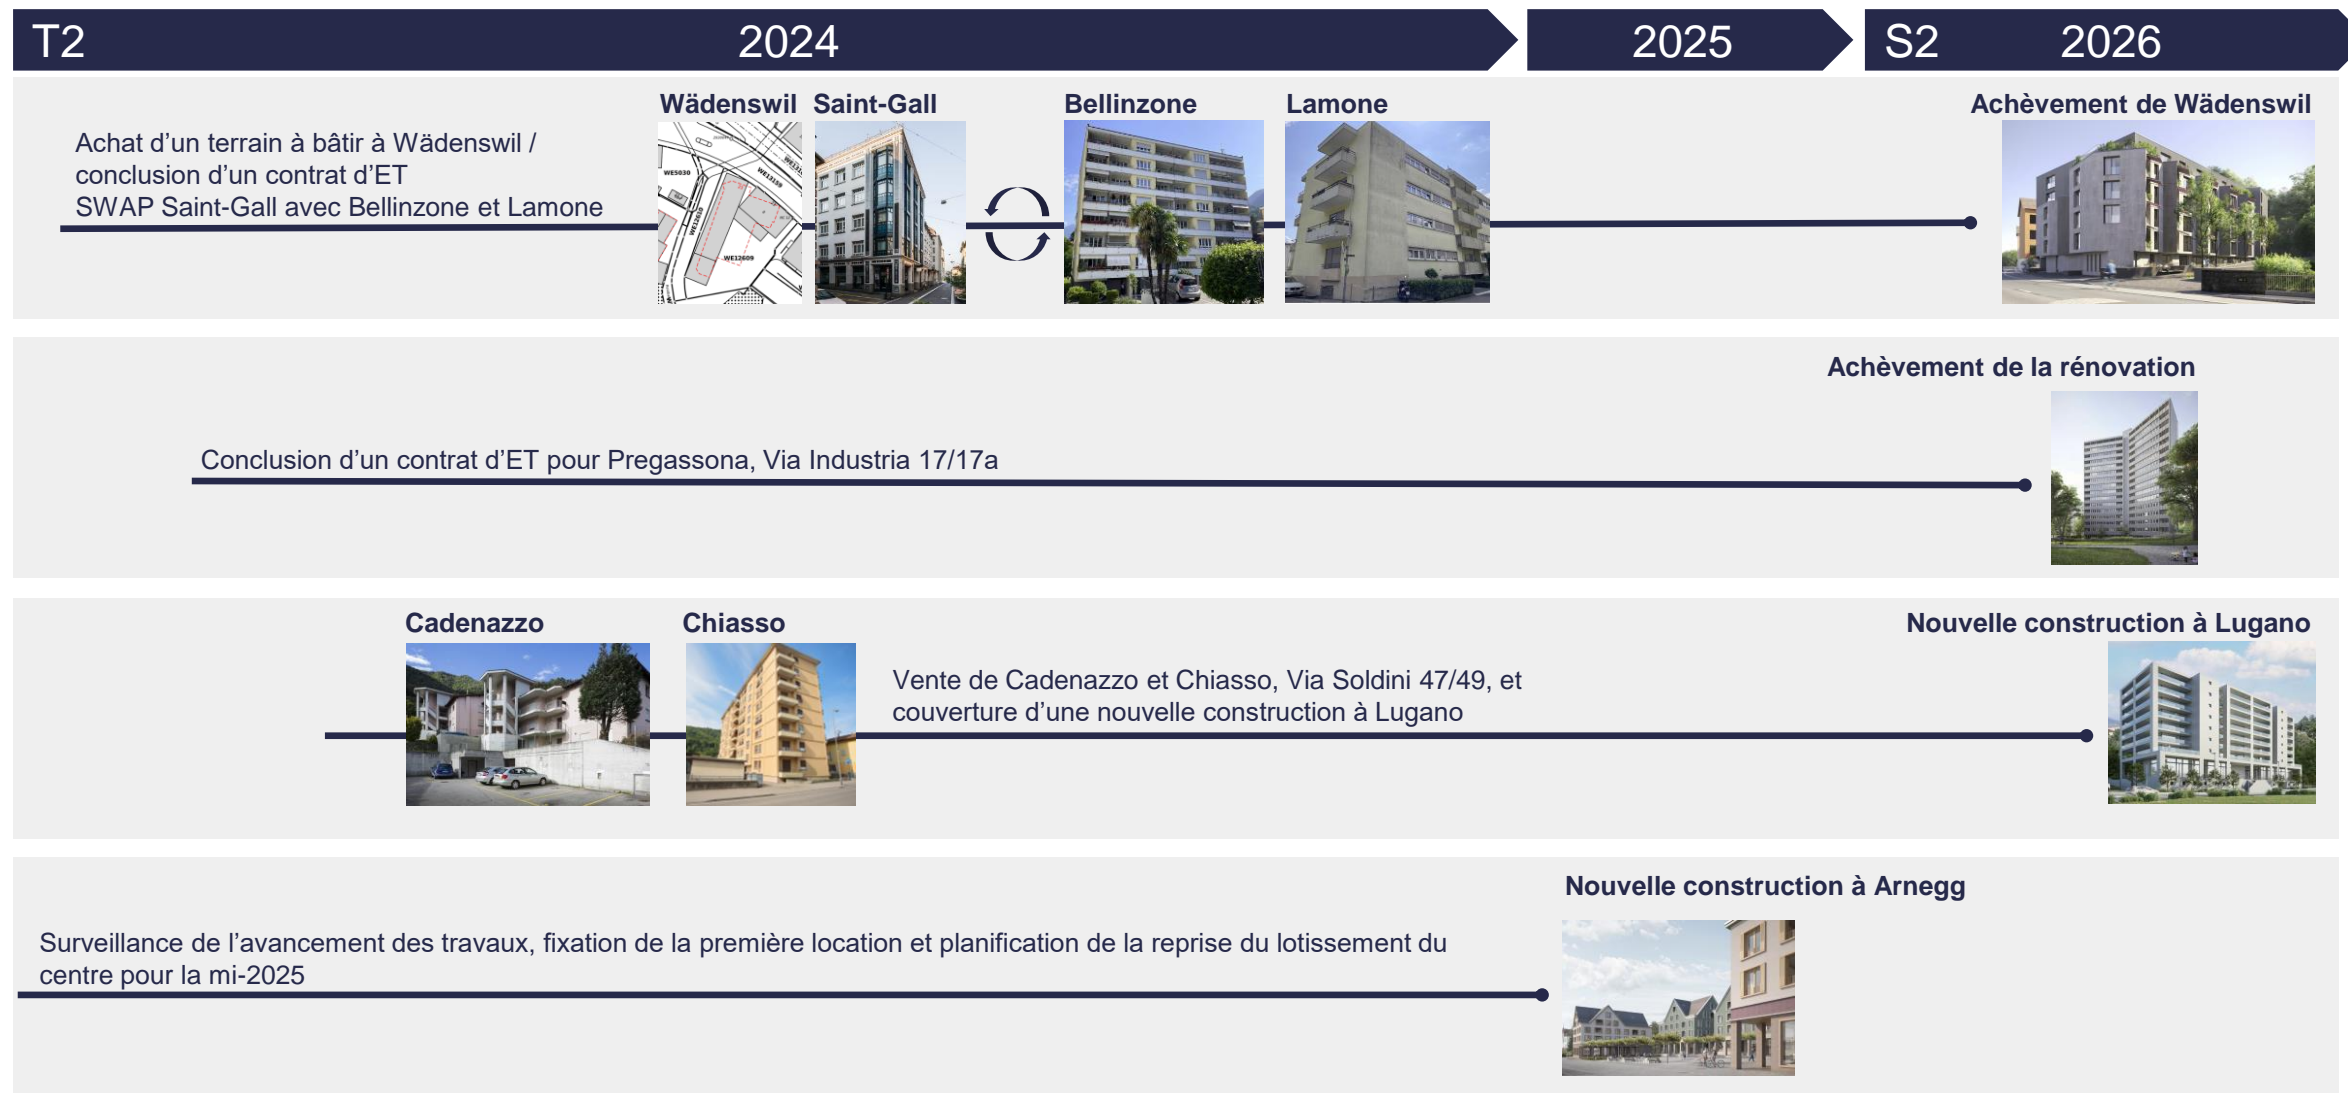 T2 2024 2025 S2 2026
Wädenswil Saint-Gall Bellinzone Lamone Achèvement de Wädenswil
Achat d’un terrain à bâtir à Wädenswil /
conclusion d’un contrat d’ET
SWAP Saint-Gall avec Bellinzone et Lamone
WE5030
WE13159
WE12610
WE12609
Achèvement de la rénovation
Conclusion d’un contrat d’ET pour Pregassona, Via Industria 17/17a
Cadenazzo Chiasso Nouvelle construction à Lugano
Vente de Cadenazzo et Chiasso, Via Soldini 47/49, et
couverture d’une nouvelle construction à Lugano
Nouvelle construction à Arnegg
Surveillance de l’avancement des travaux, fixation de la première location et planification de la reprise du lotissement du
centre pour la mi-2025